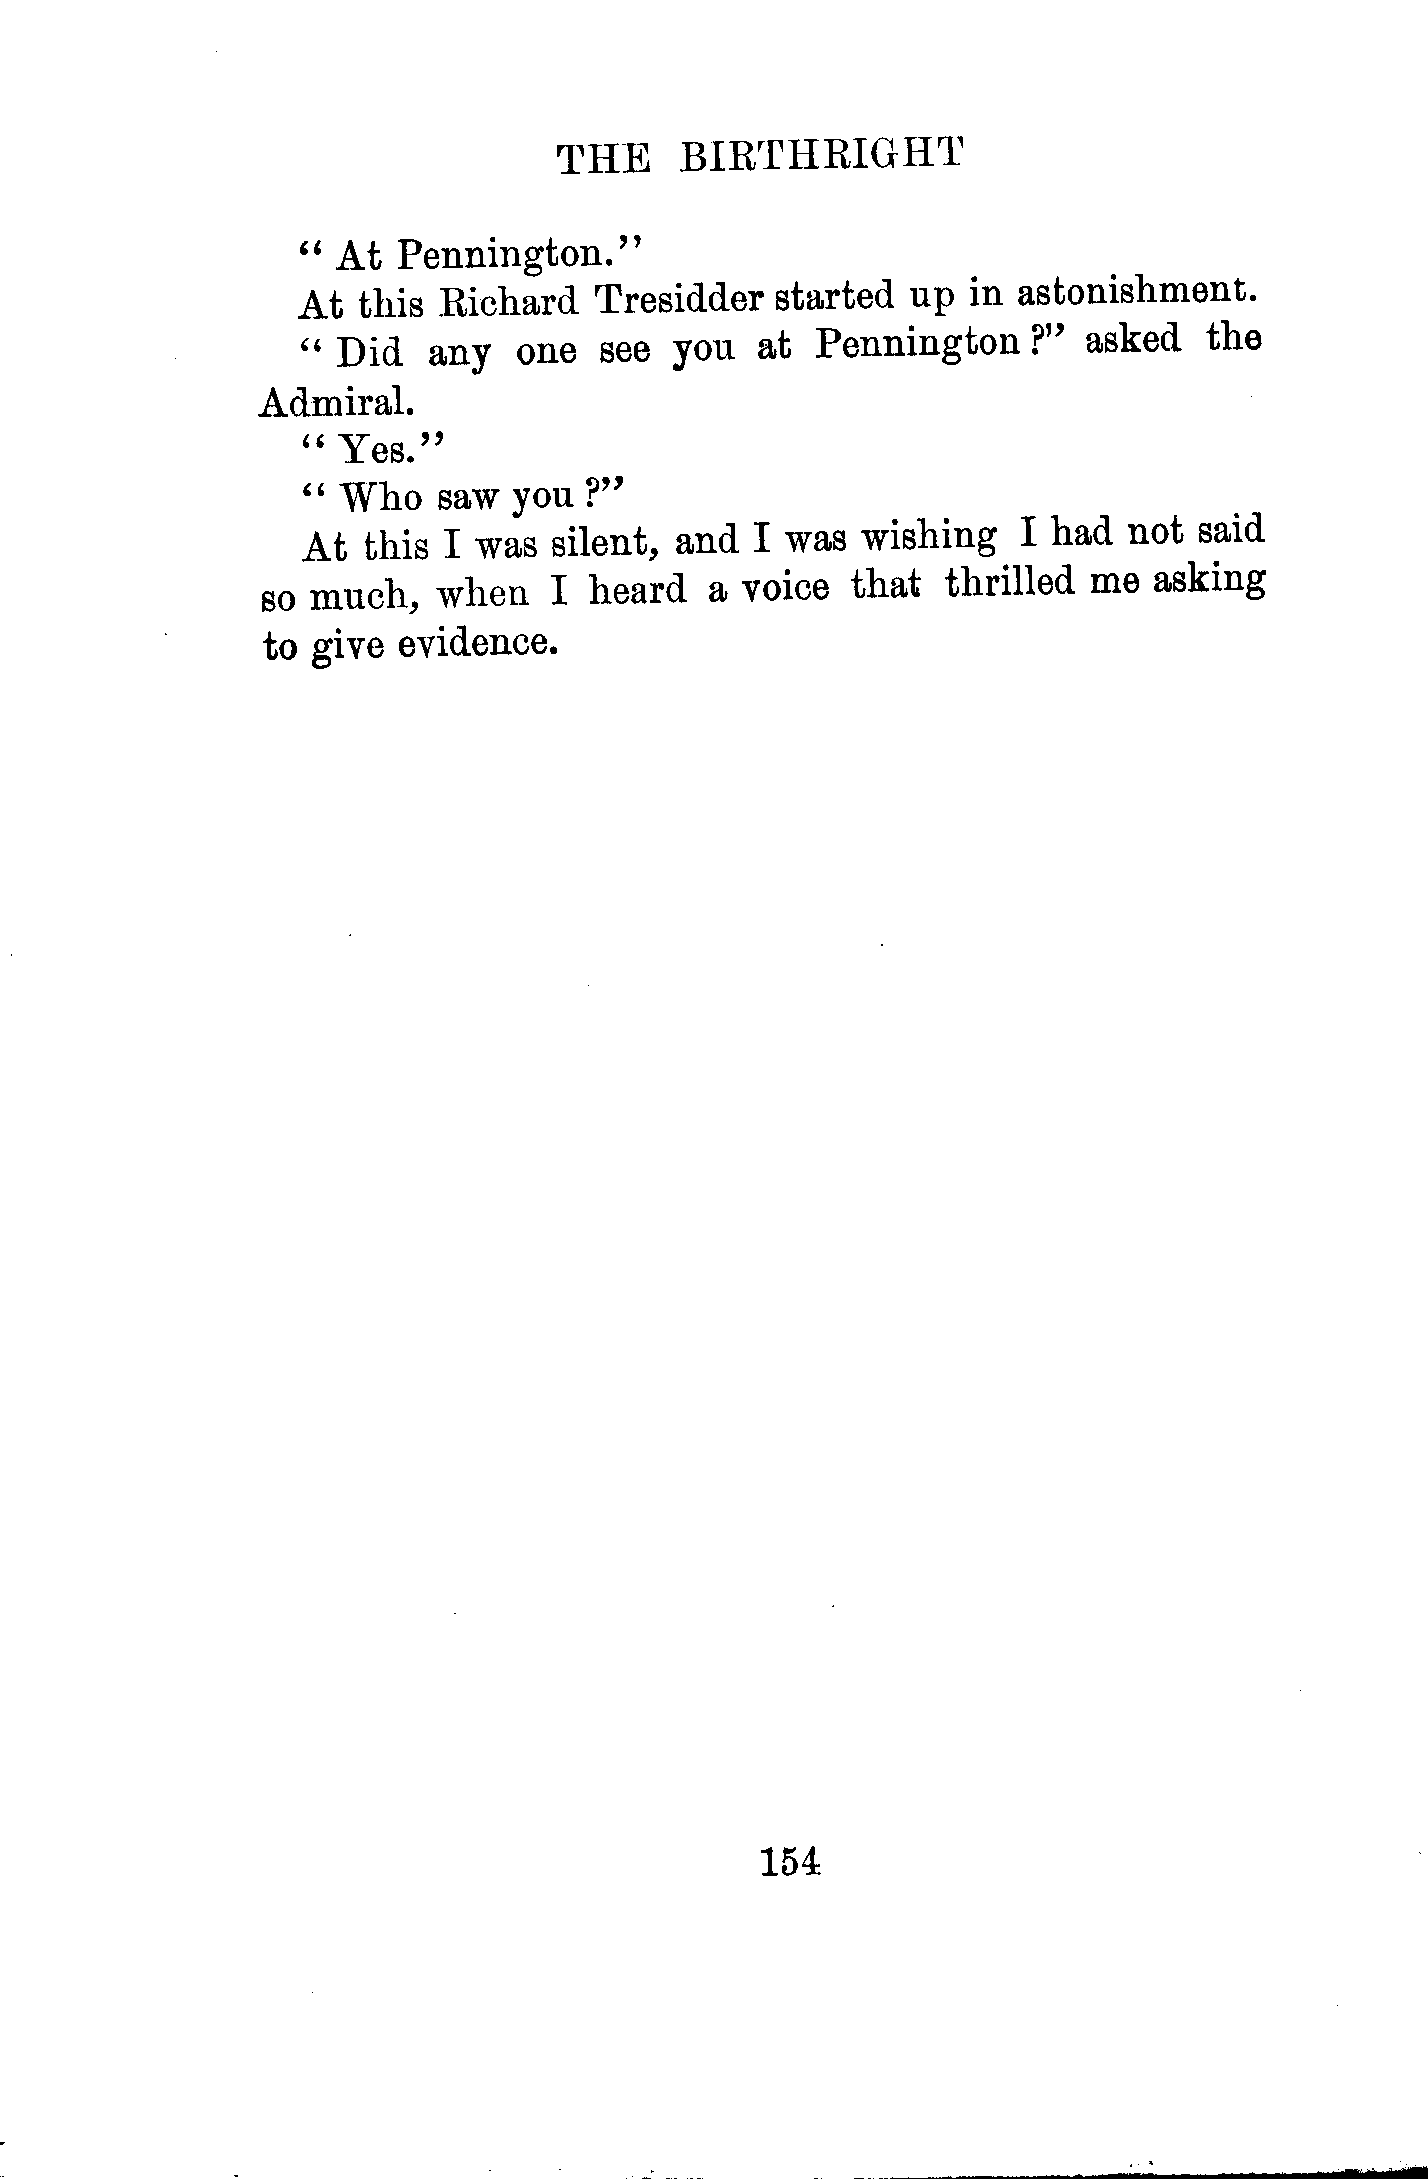 THE BIRTHRIGHT
“ At Pennington.”
At this Richard Tresidder started up in astonishment.
“ Did any one see you at Pennington ?” asked the
Admiral.
“ Yes.”
“ Who saw you ?”
At this I was silent, and I was wishing I had not said
so much, when I heard a voice that thrilled me asking
to give evidence.
154